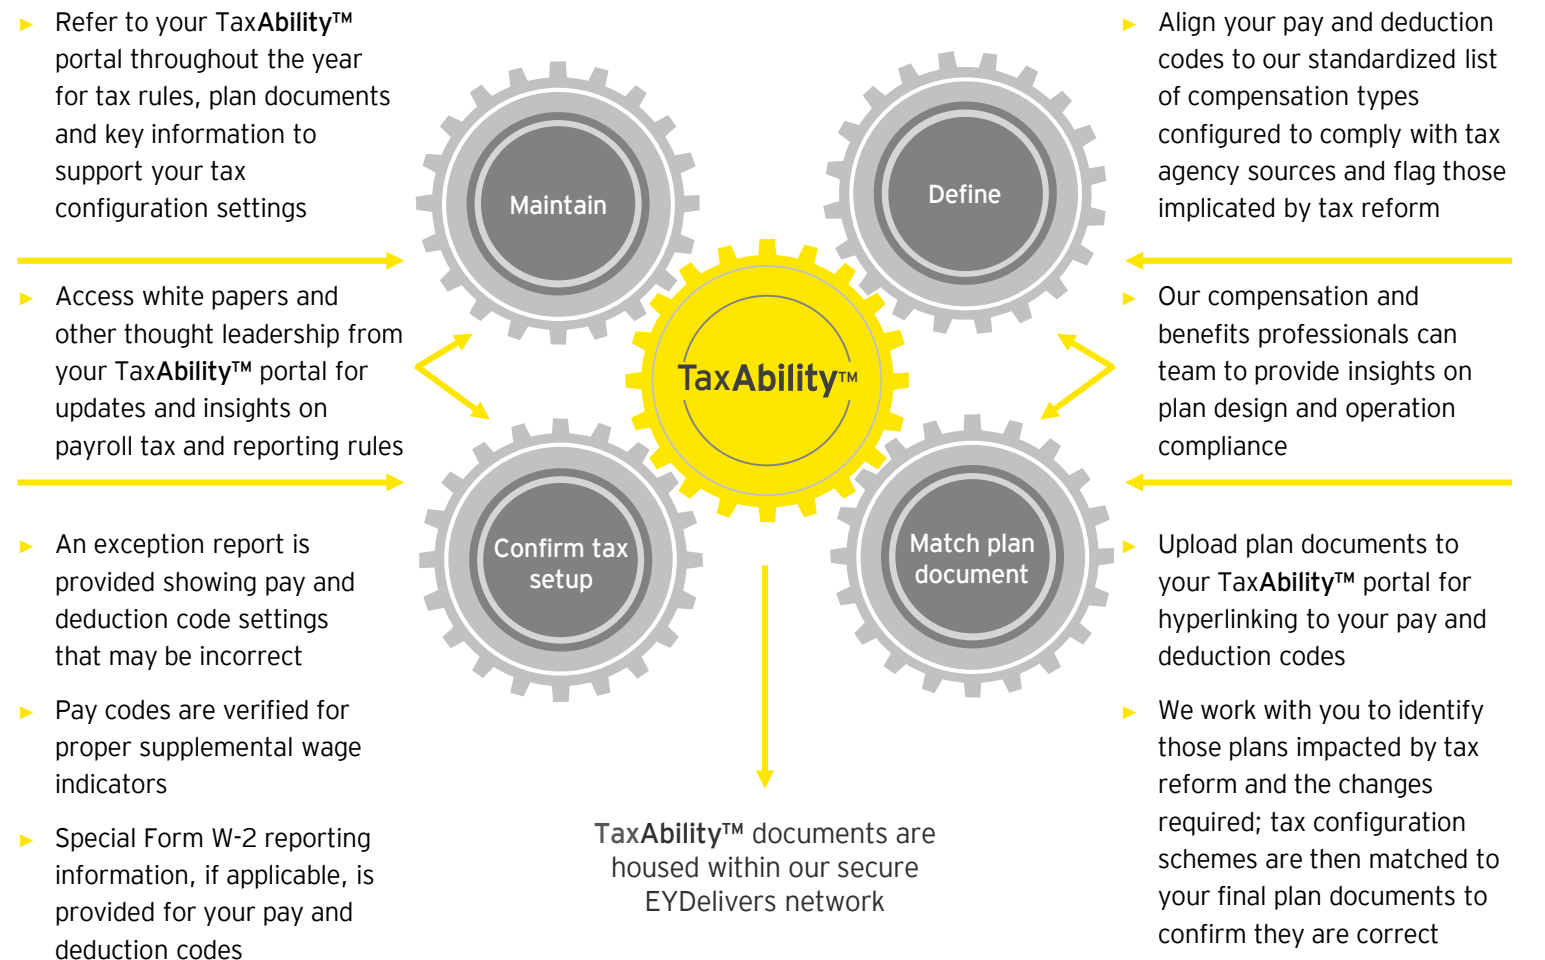 ► Refer to your TaxAbility™
portal throughout the year
for tax rules, plan documents
and key information to
support your tax
configuration settings
► Access white papers and
other thought leadership from
your TaxAbility™ portal for
updates and insights on
payroll tax and reporting rules
► An exception report is
provided showing pay and
deduction code settings
that may be incorrect
► Pay codes are verified for
proper supplemental wage
indicators
► Special Form W-2 reporting
information, if applicable, is
provided for your pay and
deduction codes
Maintain
Define
TaxAbility™
Confirm tax
setup
Match plan
document
TaxAbility™ documents are
housed within our secure
EYDelivers network
► Align your pay and deduction
codes to our standardized list
of compensation types
configured to comply with tax
agency sources and flag those
implicated by tax reform
► Our compensation and
benefits professionals can
team to provide insights on
plan design and operation
compliance
► Upload plan documents to
your TaxAbility™ portal for
hyperlinking to your pay and
deduction codes
► We work with you to identify
those plans impacted by tax
reform and the changes
required; tax configuration
schemes are then matched to
your final plan documents to
confirm they are correct